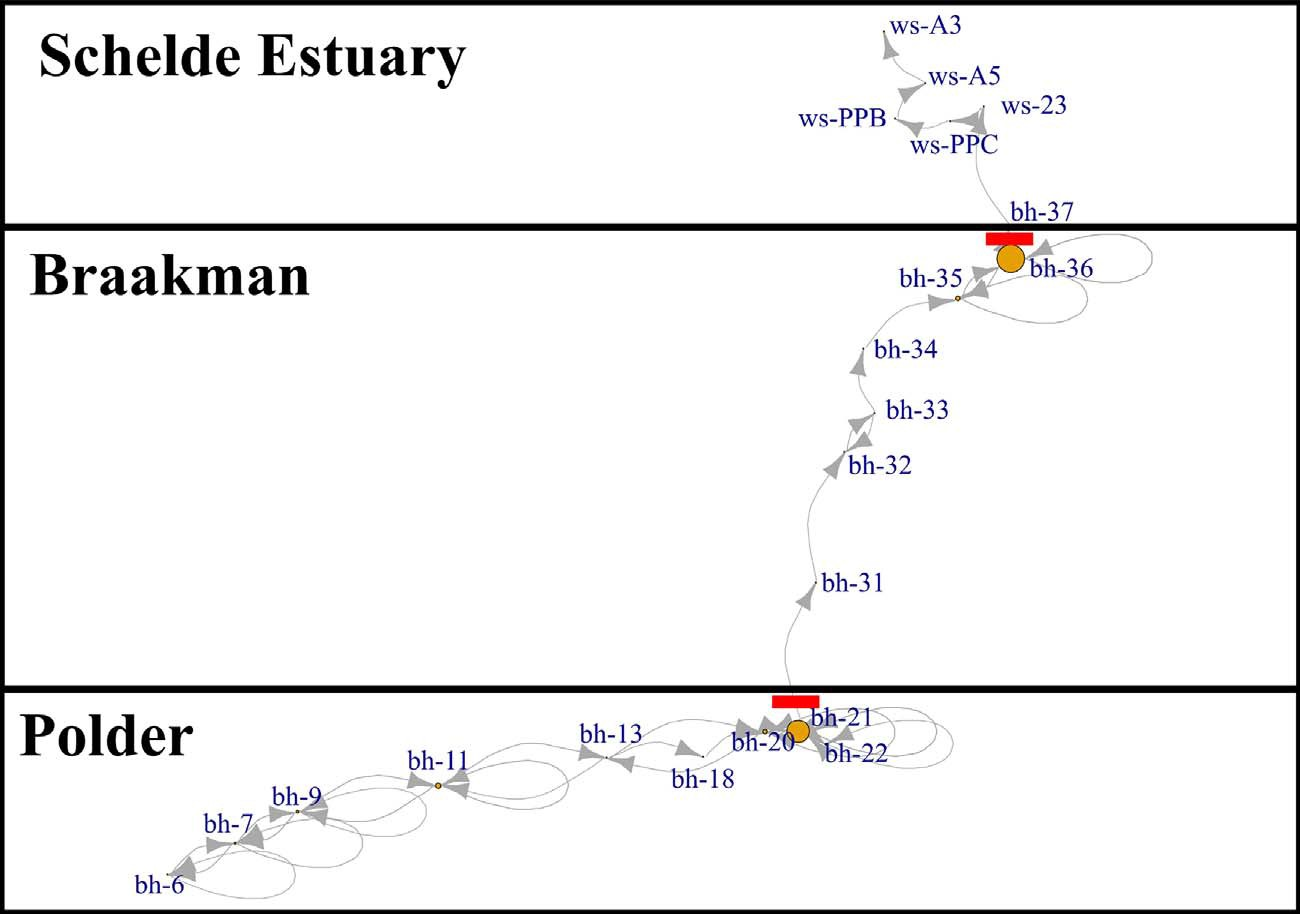 Schelde Estuary
ws-A3
ws-A5
ws-23
ws-PPB
ws-PPC
bh-37
Braakman
bh-36
bh-35
bh-34
bh-33
bh-32
bh-31
Polder
bh-21
bh-13
bh-20
bh-22
bh-11
bh-18
bh-9
bh-7
bh-6